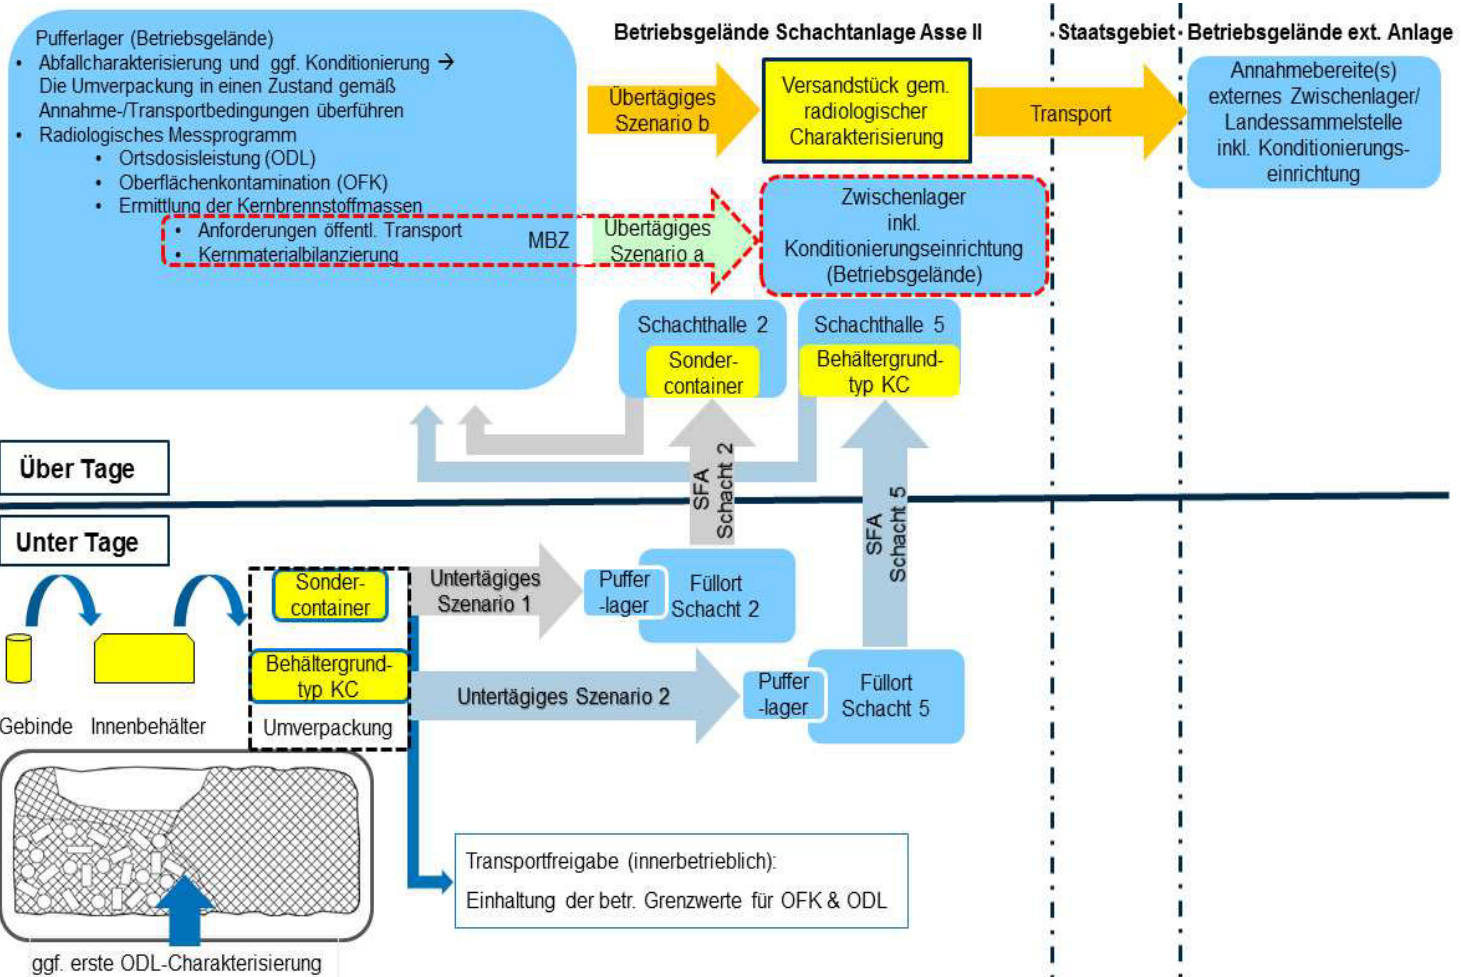 Betriebsgelände Schachtanlage Asse II
Staatsgebiet
Betriebsgelände ext. Anlage
Pufferlager (Betriebsgelände)
• Abfallcharakterisierung und ggf. Konditionierung →
Die Umverpackung in einen Zustand gemäß
Annahme-/Transportbedingungen überführen
• Radiologisches Messprogramm
• Ortsdosisleistung (ODL)
• Oberflächenkontamination (OFK)
• Ermittlung der Kernbrennstoffmassen
• Anforderungen öffentl. Transport
• Kernmaterialbilanzierung
MBZ
Übertägiges
Szenario b
Versandstück gem.
radiologischer
Charakterisierung
Transport
Annahmebereite(s)
externes Zwischenlager/
Landessammelstelle
inkl. Konditionierungs-
einrichtung
Übertägiges
Szenario a
Zwischenlager
inkl.
Konditionierungseinrichtung
(Betriebsgelände)
Schachthalle 2
Sonder-
container
Schachthalle 5
Behältergrund-
typ KC
SFA
Schacht 2
SFA
Schacht 5
Über Tage
Unter Tage
Sonder-
container
Behältergrund-
typ KC
Gebinde
Innenbehälter
Umverpackung
Untertägiges
Szenario 1
Puffer
-lager
Füllort
Schacht 2
Untertägiges Szenario 2
Puffer
-lager
Füllort
Schacht 5
Transportfreigabe (innerbetrieblich):
Einhaltung der betr. Grenzwerte für OFK & ODL
ggf. erste ODL-Charakterisierung